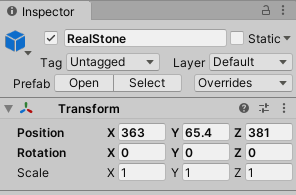 Inspector
RealStone Static
Tag Untagged Layer Default
Prefab Open Select Overrides
Transform
Position X 363 Y 65.4 Z 381
Rotation X 0 Y 0 Z 0
Scale X 1 Y 1 Z 1